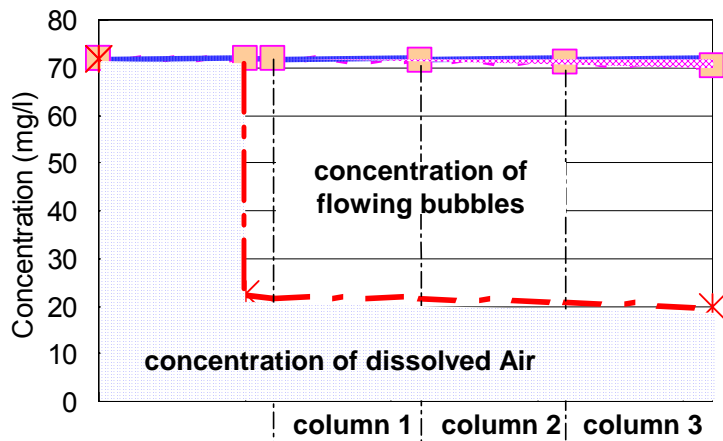 80
70
60
50
40
30
20
10
0
Concentration (mg/l)
concentration of
flowing bubbles
concentration of dissolved Air
column 1 column 2 column 3